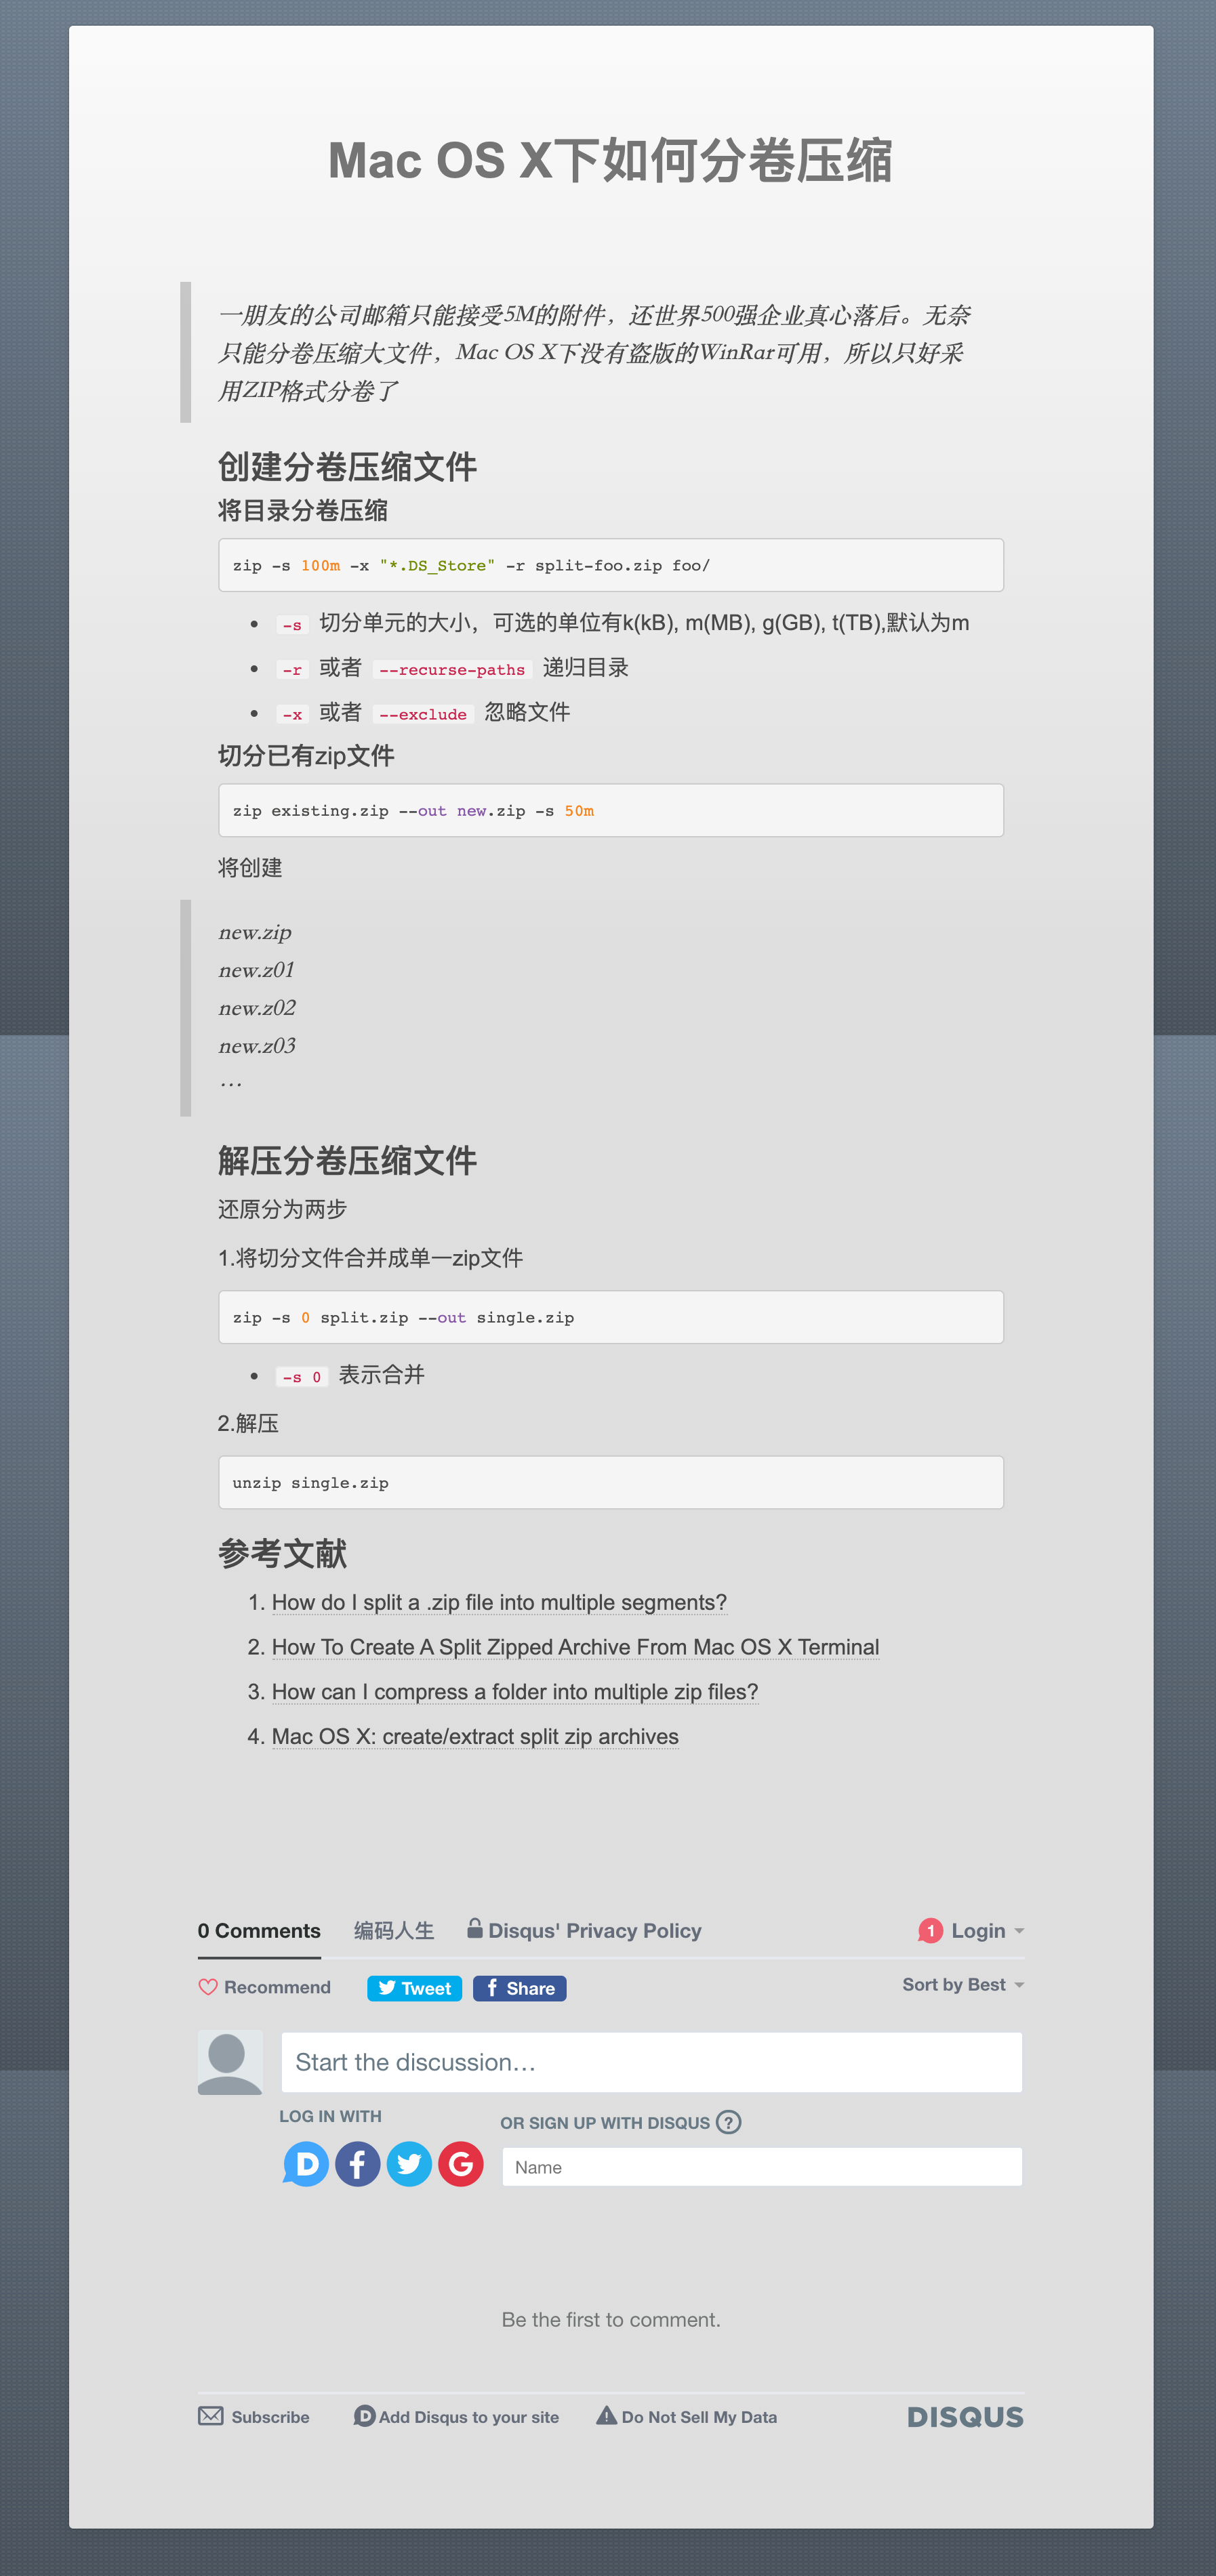 Mac OS X下如何分卷压缩
一朋友的公司邮箱只能接受5M的附件，还世界500强企业真心落后。无奈
只能分卷压缩大文件，Mac OS X下没有盗版的WinRar可用，所以只好采
用ZIP格式分卷了
创建分卷压缩文件
将目录分卷压缩
zip -s 100m -x "*.DS_Store" -r split-foo.zip foo/
• -s 切分单元的大小，可选的单位有k(kB), m(MB), g(GB), t(TB),默认为m
• -r 或者 --recurse-paths 递归目录
• -x 或者 --exclude 忽略文件
切分已有zip文件
zip existing.zip --out new.zip -s 50m
将创建
new.zip
new.z01
new.z02
new.z03
…
解压分卷压缩文件
还原分为两步
1.将切分文件合并成单一zip文件
zip -s 0 split.zip --out single.zip
• -s 0 表示合并
2.解压
unzip single.zip
参考文献
1. How do I split a .zip file into multiple segments?
2. How To Create A Split Zipped Archive From Mac OS X Terminal
3. How can I compress a folder into multiple zip files?
4. Mac OS X: create/extract split zip archives
0 Comments 编码人生 Disqus' Privacy Policy 1 Login
Recommend Tweet Share Sort by Best
Start the discussion…
LOG IN WITH
OR SIGN UP WITH DISQUS ?
Name
Be the first to comment.
Subscribe Add Disqus to your site Do Not Sell My Data DISQUS